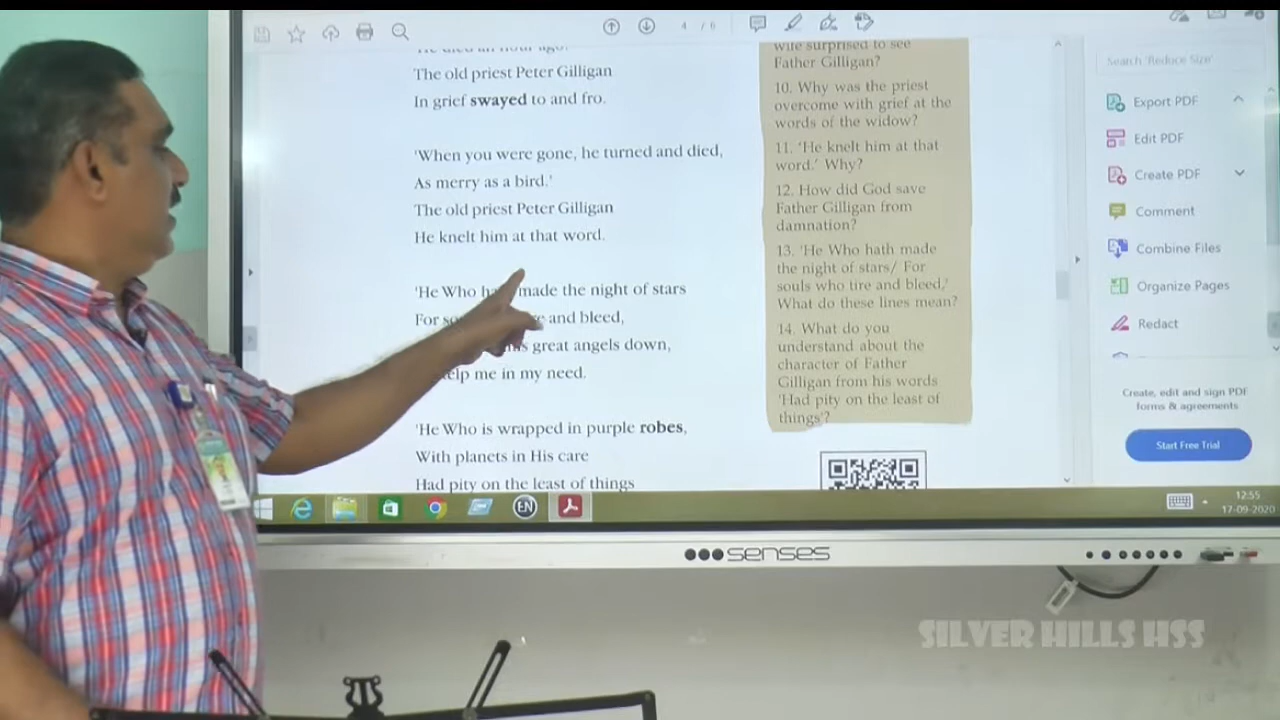 4 / 6
The old priest Peter Gilligan
In grief swayed to and fro.
'When you were gone, he turned and died,
As merry as a bird.'
The old priest Peter Gilligan
He knelt him at that word.
'He Who made the night of stars
For and bleed,
great angels down,
me in my need.
'He Who is wrapped in purple robes,
With planets in His care
Had pity on the least of things
wife surprised to see
Father Gilligan?
10. Why was the priest
overcome with grief at the
words of the widow?
11. 'He knelt him at that
word.' Why?
12. How did God save
Father Gilligan from
damnation?
13. 'He Who hath made
the night of stars/ For
souls who tire and bleed,'
What do these lines mean?
14. What do you
understand about the
character of Father
Gilligan from his words
'Had pity on the least of
things'?
Search 'Reduce Size'
Export PDF
Edit PDF
Create PDF
Comment
Combine Files
Organize Pages
Redact
Create, edit and sign PDF
forms & agreements
Start Free Trial
EN
12:55
17-09-2020
senses
SILVER HILLS HSS